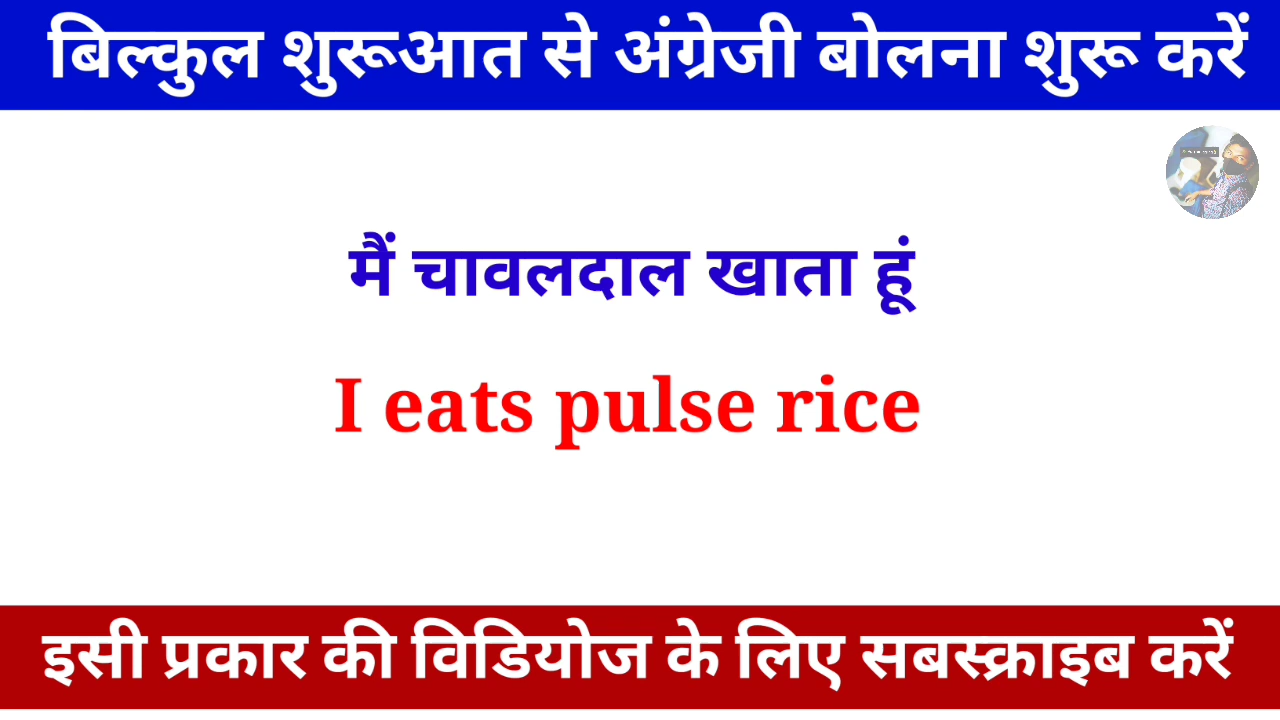 बिल्कुल शुरूआत से अंग्रेजी बोलना शुरू करें
मैं चावलदाल खाता हूं
I eats pulse rice
इसी प्रकार की विडियोज के लिए सबस्क्राइब करें